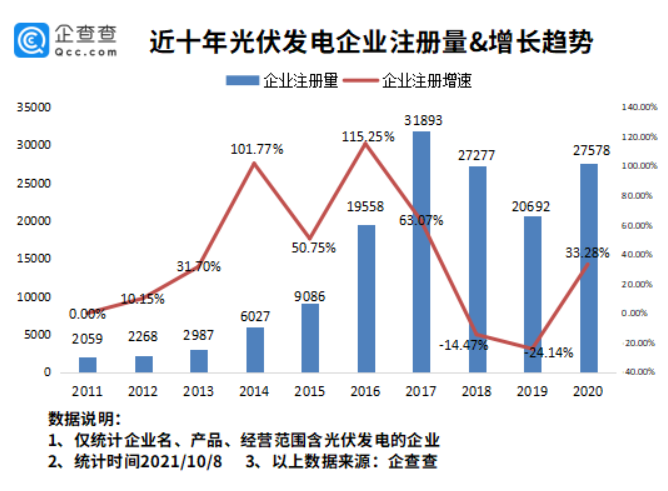 企查查
Qcc.com
近十年光伏发电企业注册量&增长趋势
企业注册量 企业注册增速
35000
30000
25000
20000
15000
10000
5000
0
140.00%
120.00%
100.00%
80.00%
60.00%
40.00%
20.00%
0.00%
-20.00%
-40.00%
2059 2268 2987 6027 9086 19558 31893 27277 20692 27578
0.00% 10.15% 31.70% 101.77% 50.75% 115.25% 63.07% -14.47% -24.14% 33.28%
2011 2012 2013 2014 2015 2016 2017 2018 2019 2020
数据说明：
1、仅统计企业名、产品、经营范围含光伏发电的企业
2、统计时间2021/10/8 3、以上数据来源：企查查